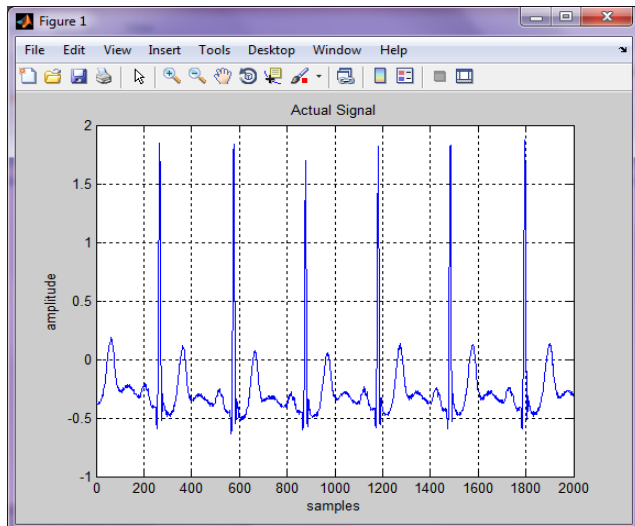 Figure 1
File Edit View Insert Tools Desktop Window Help
Actual Signal
2
1.5
1
0.5
0
-0.5
-1
amplitude
0 200 400 600 800 1000 1200 1400 1600 1800 2000
samples